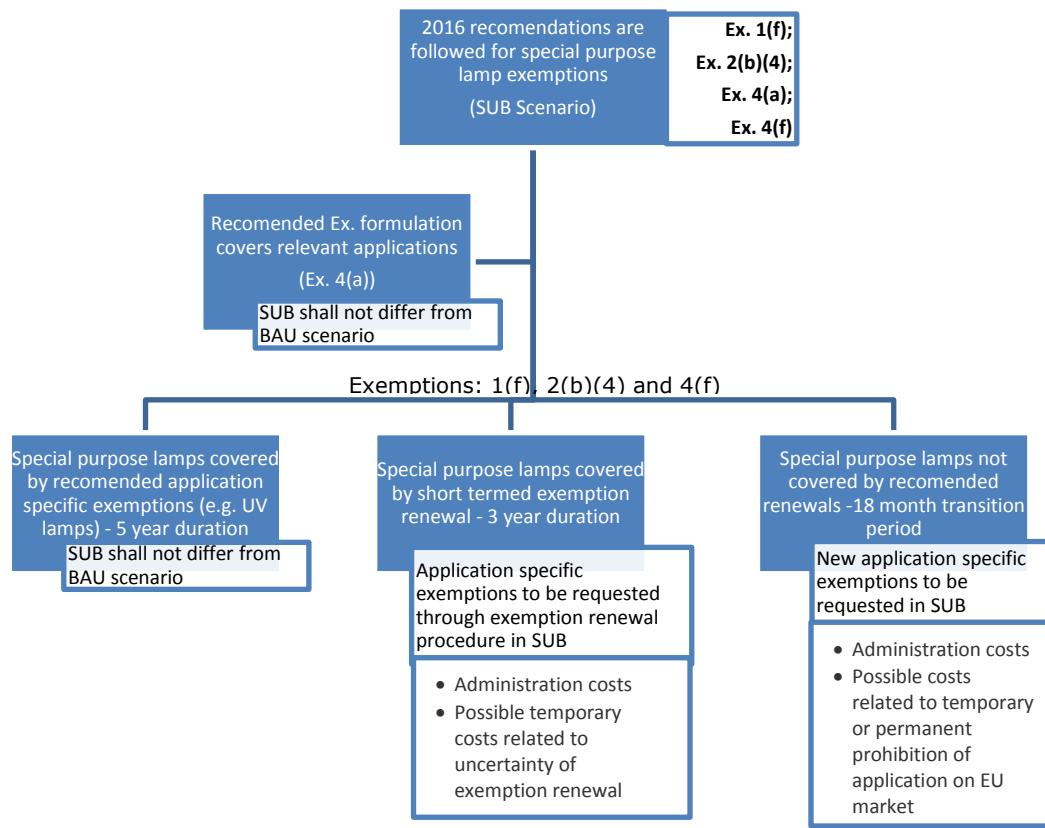 2016 recomendations are
followed for special purpose
lamp exemptions
(SUB Scenario)
Ex. 1(f);
Ex. 2(b)(4);
Ex. 4(a);
Ex. 4(f)
Recomended Ex. formulation
covers relevant applications
(Ex. 4(a))
SUB shall not differ from
BAU scenario
Exemptions: 1(f), 2(b)(4) and 4(f)
Special purpose lamps covered
by recomended application
specific exemptions (e.g. UV
lamps) - 5 year duration
SUB shall not differ from
BAU scenario
Special purpose lamps covered
by short termed exemption
renewal - 3 year duration
Application specific
exemptions to be requested
through exemption renewal
procedure in SUB
• Administration costs
• Possible temporary
costs related to
uncertainty of
exemption renewal
Special purpose lamps not
covered by recomended
renewals -18 month transition
period
New application specific
exemptions to be
requested in SUB
• Administration costs
• Possible costs
related to temporary
or permanent
prohibition of
application on EU
market